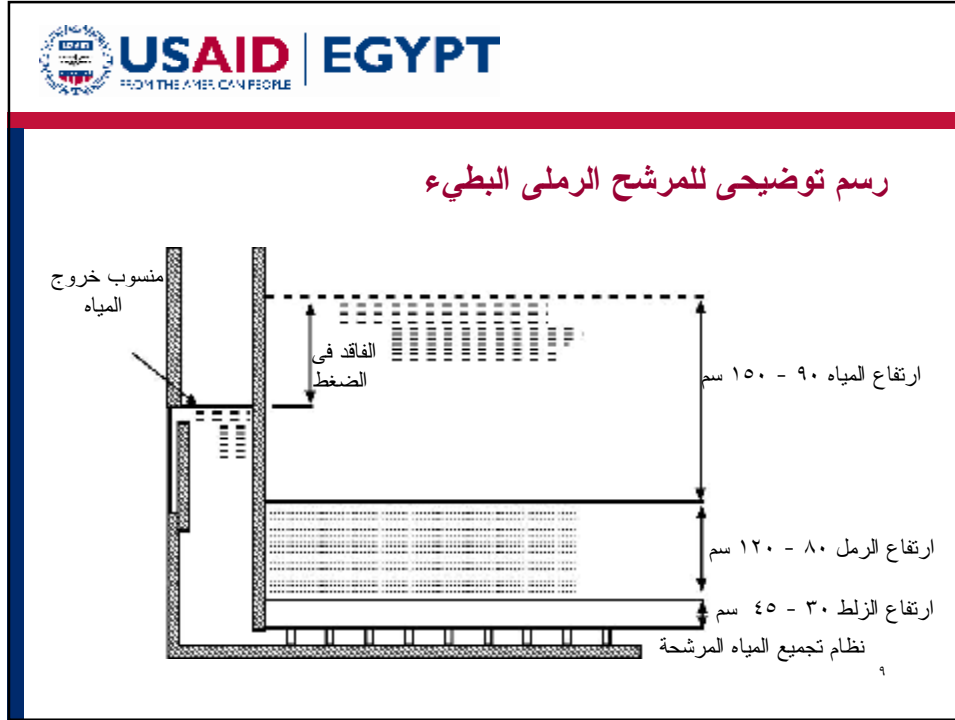 USAID | EGYPT
FROM THE AMERICAN PEOPLE
رسم توضيحى للمرشح الرملى البطيء
منسوب خروج
المياه
الفاقد فى
الضغط
ارتفاع المياه ٩٠ - ١٥٠ سم
ارتفاع الرمل ٨٠ - ١٢٠ سم
ارتفاع الزلط ٣٠ - ٤٥ سم
نظام تجميع المياه المرشحة
٩